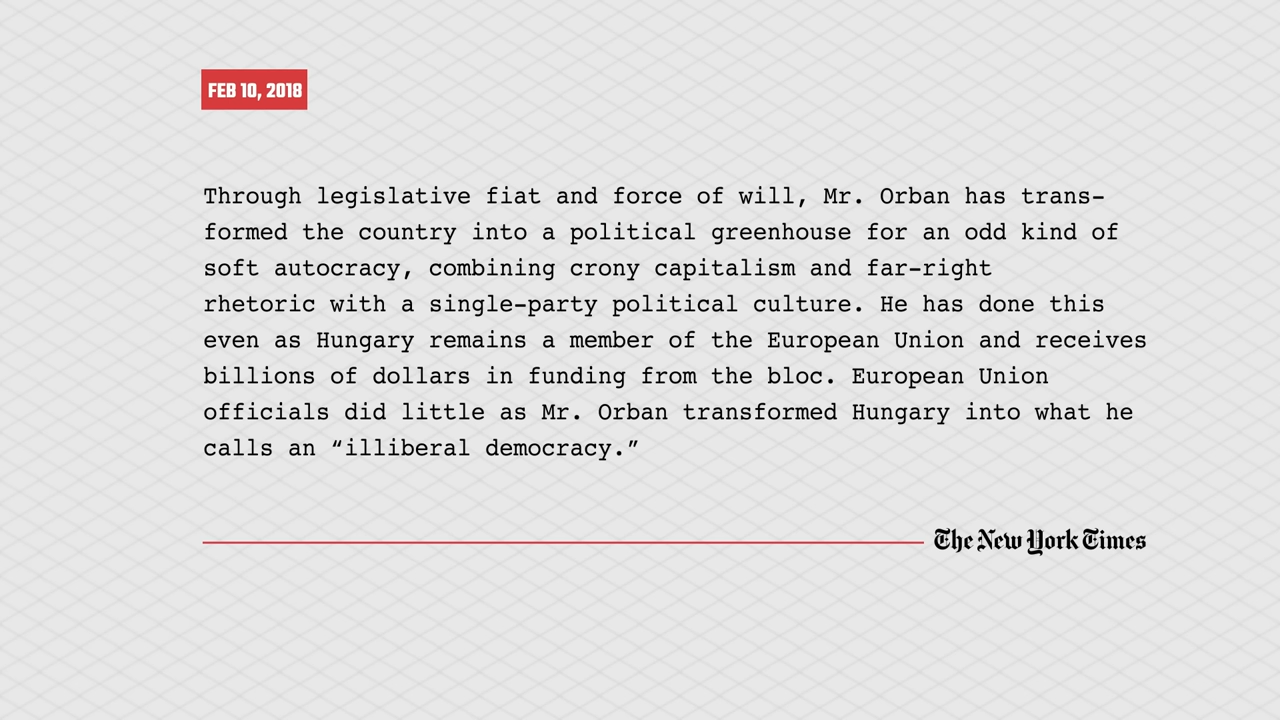 FEB 10, 2018
Through legislative fiat and force of will, Mr. Orban has trans-
formed the country into a political greenhouse for an odd kind of
soft autocracy, combining crony capitalism and far-right
rhetoric with a single-party political culture. He has done this
even as Hungary remains a member of the European Union and receives
billions of dollars in funding from the bloc. European Union
officials did little as Mr. Orban transformed Hungary into what he
calls an “illiberal democracy.”
The New York Times